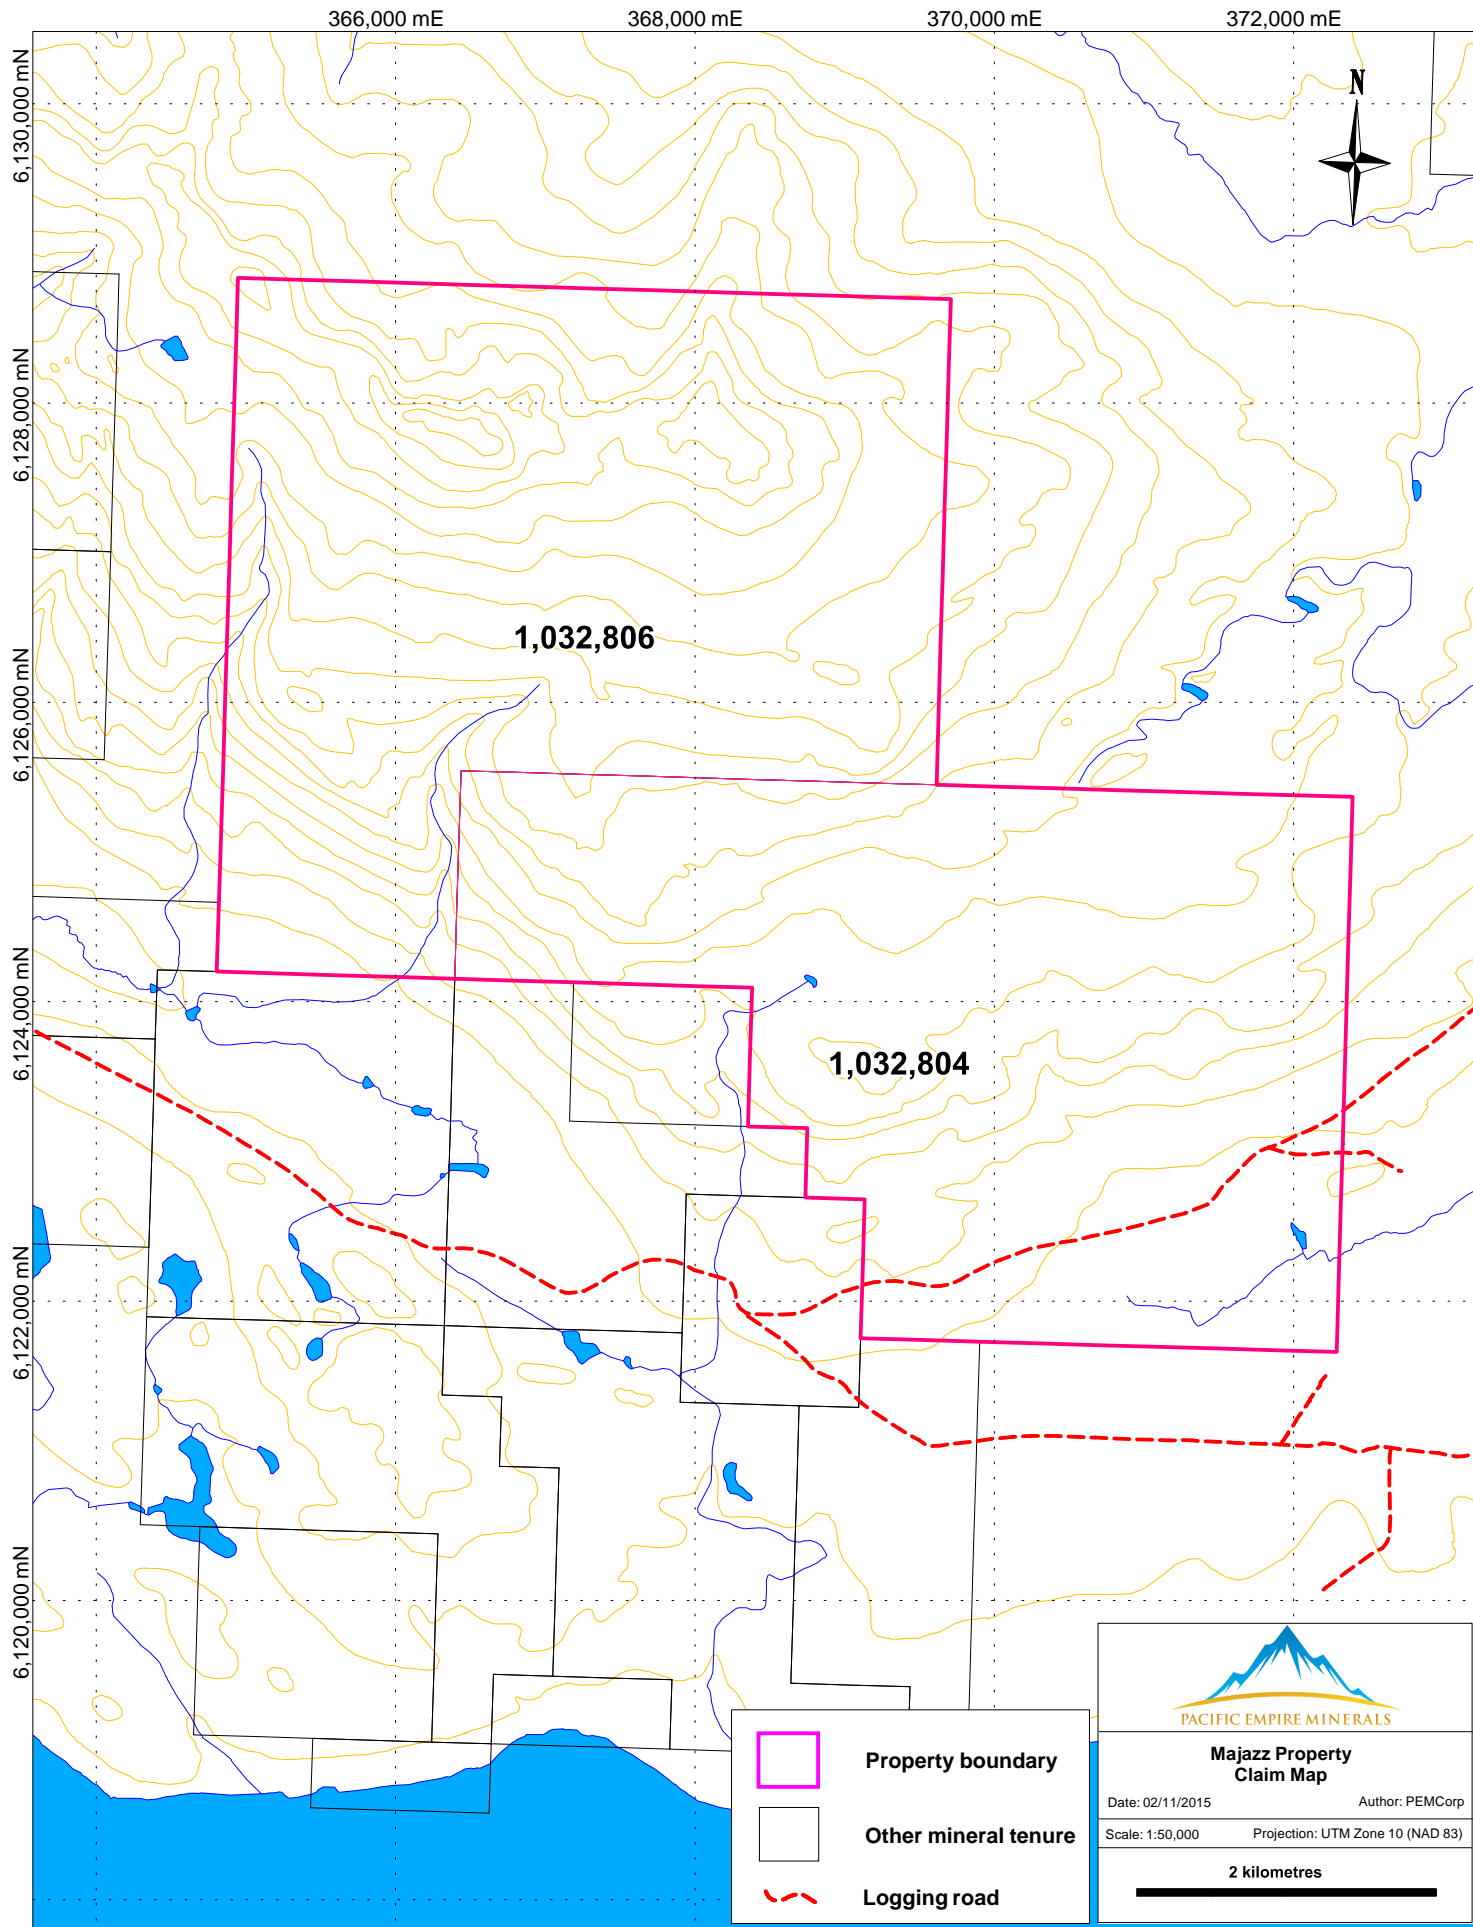 366,000 mE
368,000 mE
370,000 mE
372,000 mE
6,130,000 mN
6,128,000 mN
6,126,000 mN
6,124,000 mN
6,122,000 mN
6,120,000 mN
N
1,032,806
1,032,804
Property boundary
Other mineral tenure
Logging road
PACIFIC EMPIRE MINERALS
Majazz Property
Claim Map
Date: 02/11/2015 Author: PEMCorp
Scale: 1:50,000 Projection: UTM Zone 10 (NAD 83)
2 kilometres